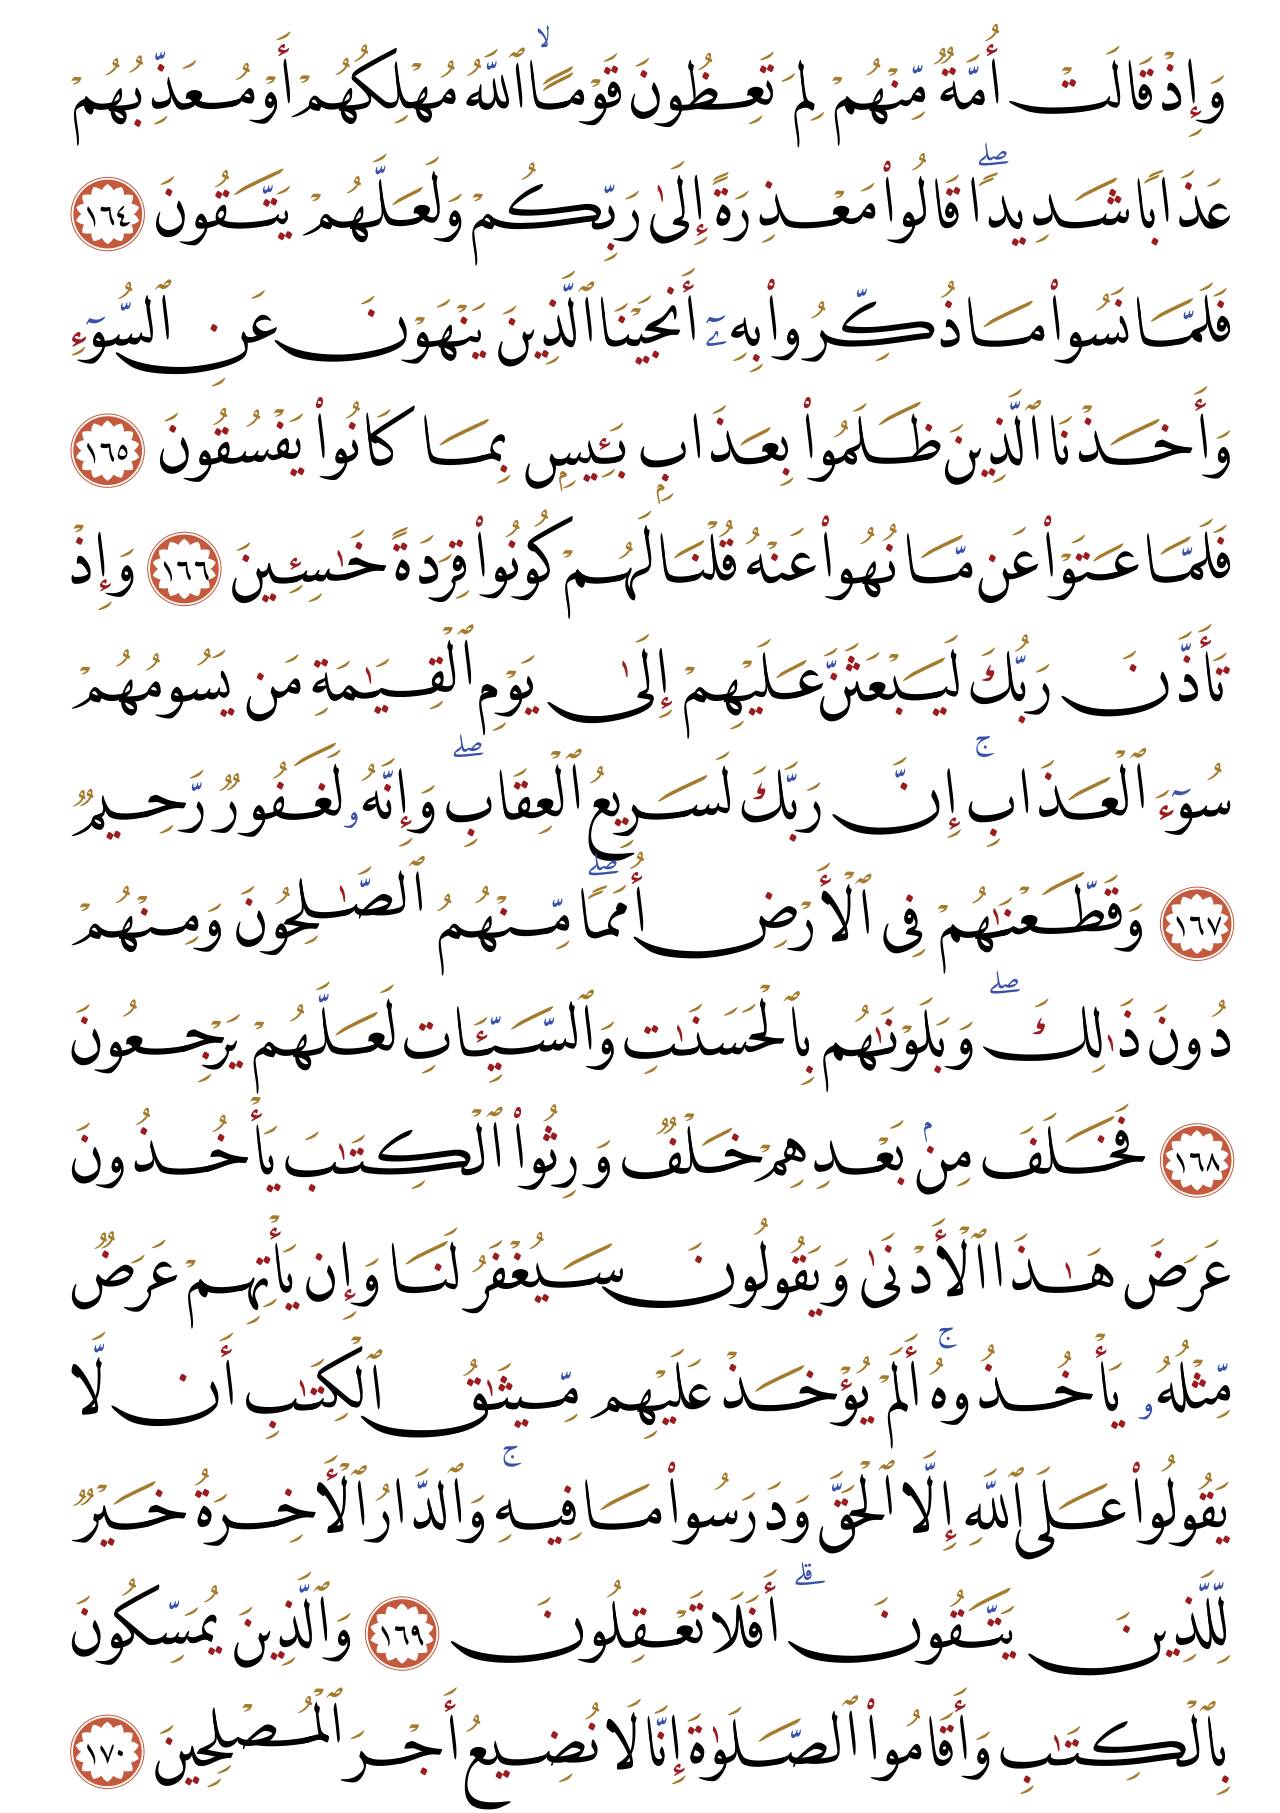 وَإِذْ قَالَتْ أُمَّةٌ مِّنْهُمْ لِمَ تَعِظُونَ قَوْمًا ۙ ٱللَّهُ مُهْلِكُهُمْ أَوْ مُعَذِّبُهُمْ
عَذَابًا شَدِيدًا ۖ قَالُوا۟ مَعْذِرَةً إِلَىٰ رَبِّكُمْ وَلَعَلَّهُمْ يَتَّقُونَ ١٦٤
فَلَمَّا نَسُوا۟ مَا ذُكِّرُوا۟ بِهِۦٓ أَنجَيْنَا ٱلَّذِينَ يَنْهَوْنَ عَنِ ٱلسُّوٓءِ
وَأَخَذْنَا ٱلَّذِينَ ظَلَمُوا۟ بِعَذَابٍۭ بَـِٔيسٍۭ بِمَا كَانُوا۟ يَفْسُقُونَ ١٦٥
فَلَمَّا عَتَوْا۟ عَن مَّا نُهُوا۟ عَنْهُ قُلْنَا لَهُمْ كُونُوا۟ قِرَدَةً خَـٰسِـِٔينَ ١٦٦ وَإِذْ
تَأَذَّنَ رَبُّكَ لَيَبْعَثَنَّ عَلَيْهِمْ إِلَىٰ يَوْمِ ٱلْقِيَـٰمَةِ مَن يَسُومُهُمْ
سُوٓءَ ٱلْعَذَابِ ۗ إِنَّ رَبَّكَ لَسَرِيعُ ٱلْعِقَابِ ۖ وَإِنَّهُۥ لَغَفُورٌ رَّحِيمٌ
١٦٧ وَقَطَّعْنَـٰهُمْ فِى ٱلْأَرْضِ أُمَمًا ۖ مِّنْهُمُ ٱلصَّـٰلِحُونَ وَمِنْهُمْ
دُونَ ذَٰلِكَ ۖ وَبَلَوْنَـٰهُم بِٱلْحَسَنَـٰتِ وَٱلسَّيِّـَٔاتِ لَعَلَّهُمْ يَرْجِعُونَ
١٦٨ فَخَلَفَ مِنۢ بَعْدِهِمْ خَلْفٌ وَرِثُوا۟ ٱلْكِتَـٰبَ يَأْخُذُونَ
عَرَضَ هَـٰذَا ٱلْأَدْنَىٰ وَيَقُولُونَ سَيُغْفَرُ لَنَا وَإِن يَأْتِهِمْ عَرَضٌ
مِّثْلُهُۥ يَأْخُذُوهُ ۚ أَلَمْ يُؤْخَذْ عَلَيْهِم مِّيثَـٰقُ ٱلْكِتَـٰبِ أَن لَّا
يَقُولُوا۟ عَلَى ٱللَّهِ إِلَّا ٱلْحَقَّ وَدَرَسُوا۟ مَا فِيهِ ۗ وَٱلدَّارُ ٱلْـَٔاخِرَةُ خَيْرٌ
لِّلَّذِينَ يَتَّقُونَ ۗ أَفَلَا تَعْقِلُونَ ١٦٩ وَٱلَّذِينَ يُمَسِّكُونَ
بِٱلْكِتَـٰبِ وَأَقَامُوا۟ ٱلصَّلَوٰةَ إِنَّا لَا نُضِيعُ أَجْرَ ٱلْمُصْلِحِينَ ١٧٠